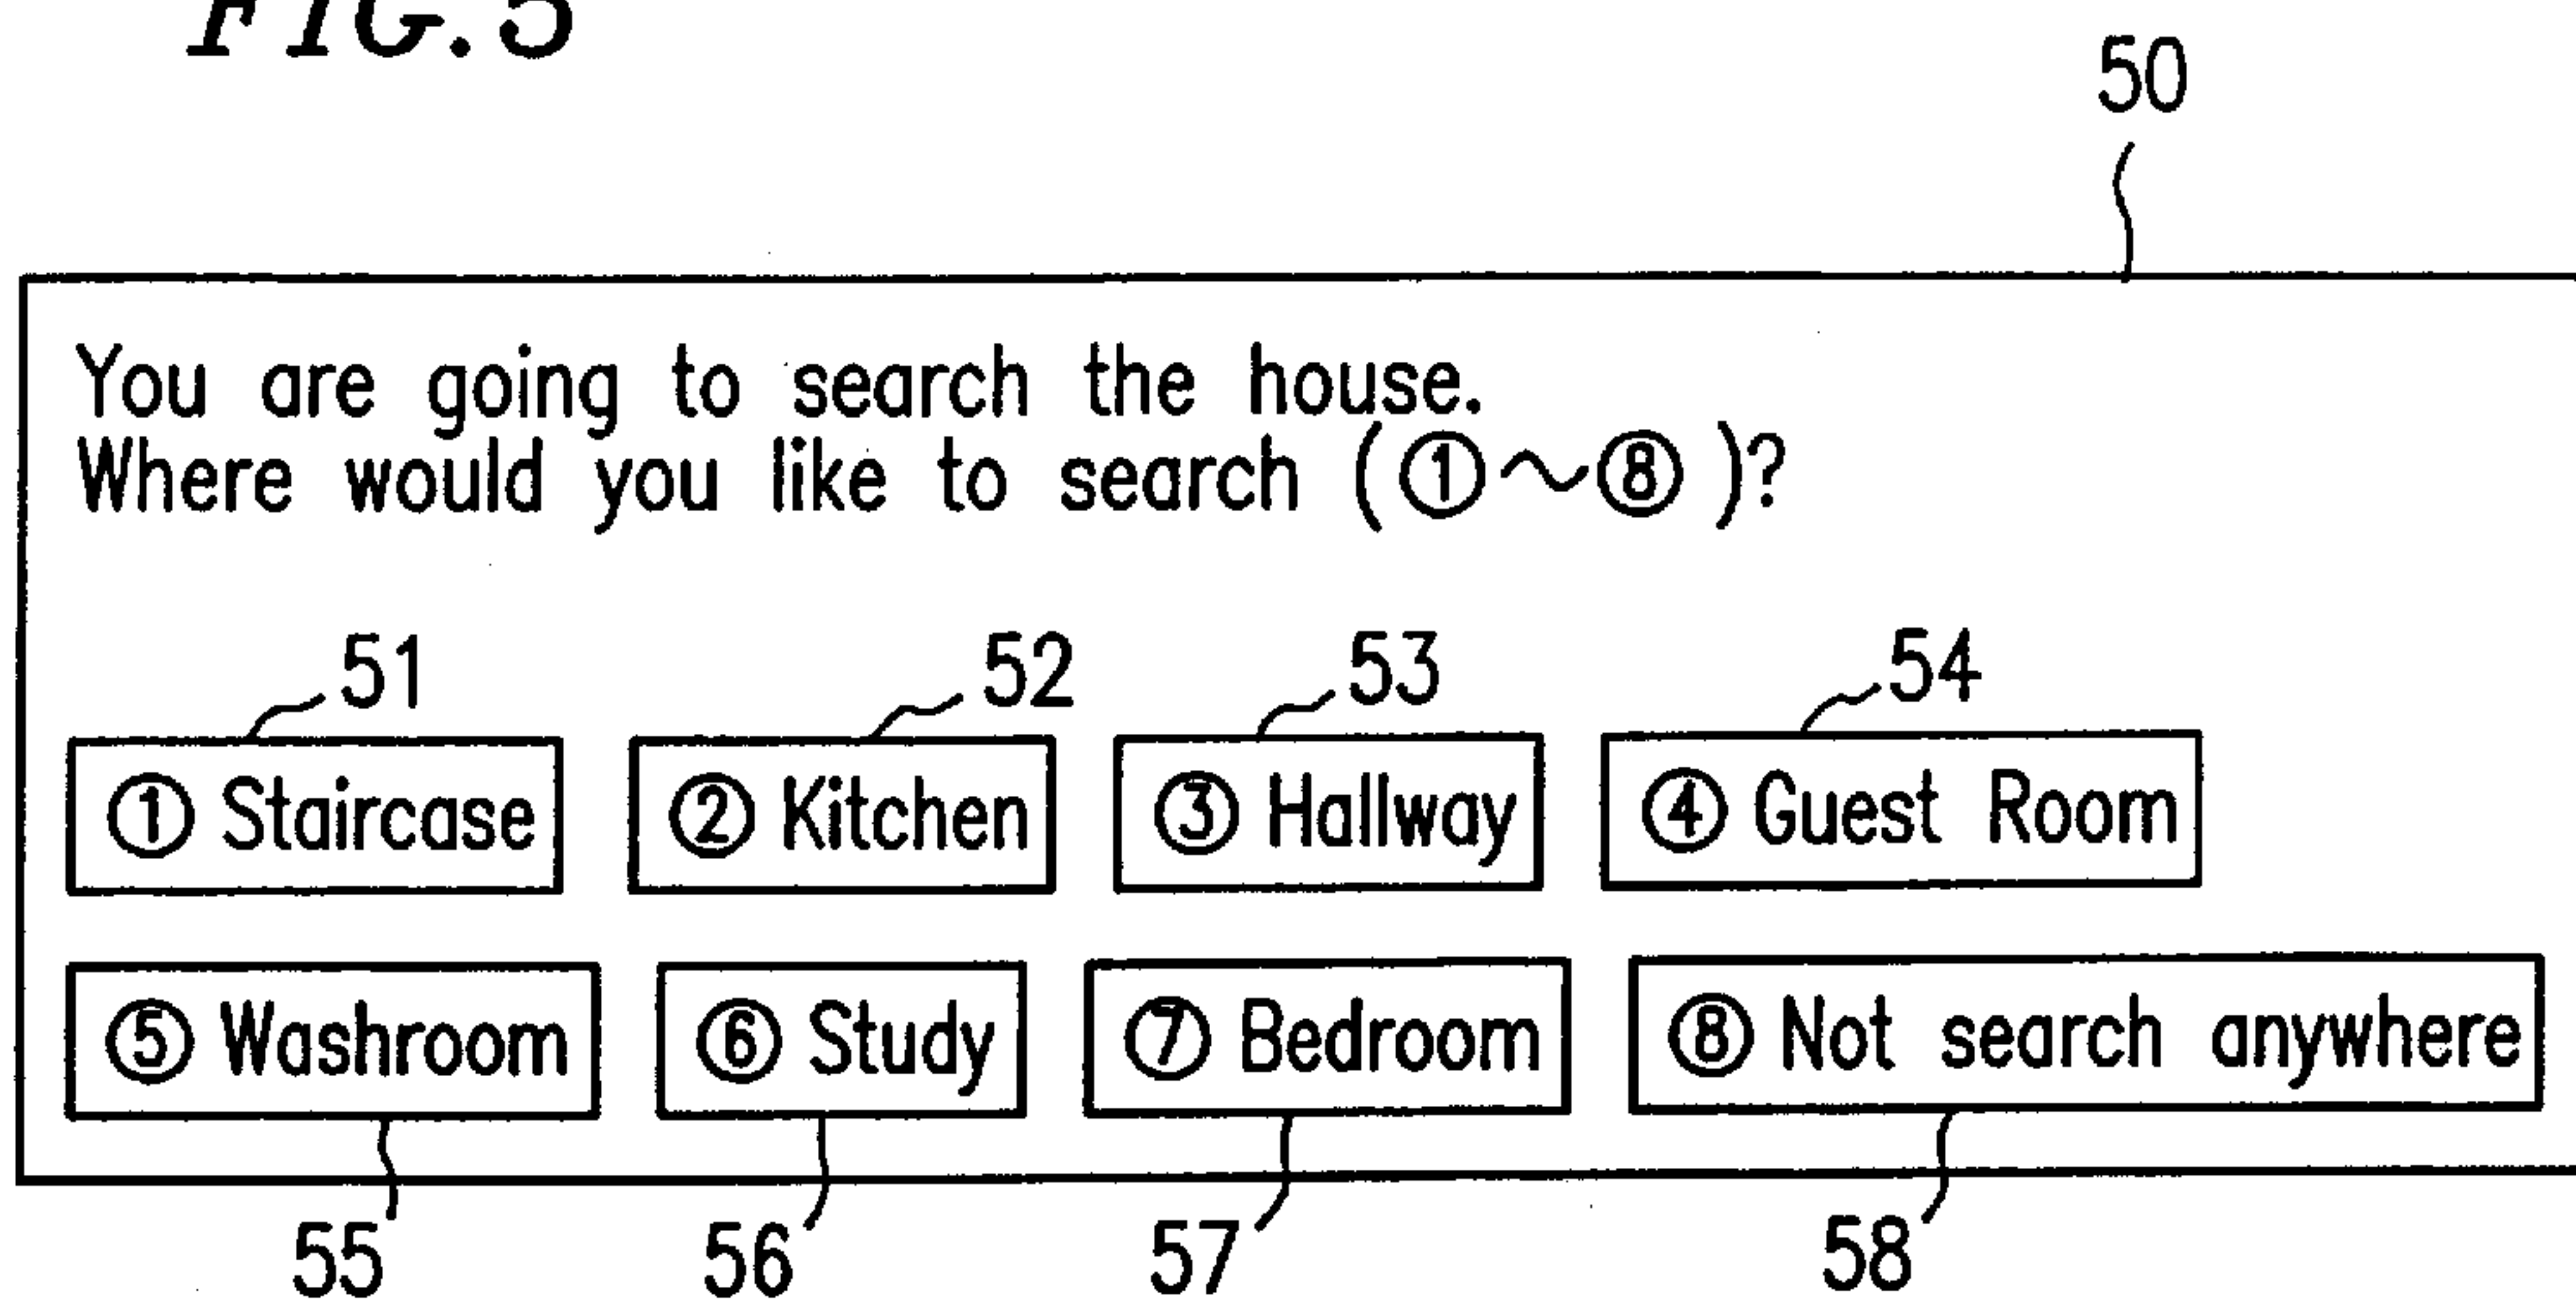 FIG.5
50
You are going to search the house.
Where would you like to search (①~⑧)?
51 52 53 54
① Staircase ② Kitchen ③ Hallway ④ Guest Room
⑤ Washroom ⑥ Study ⑦ Bedroom ⑧ Not search anywhere
55 56 57 58